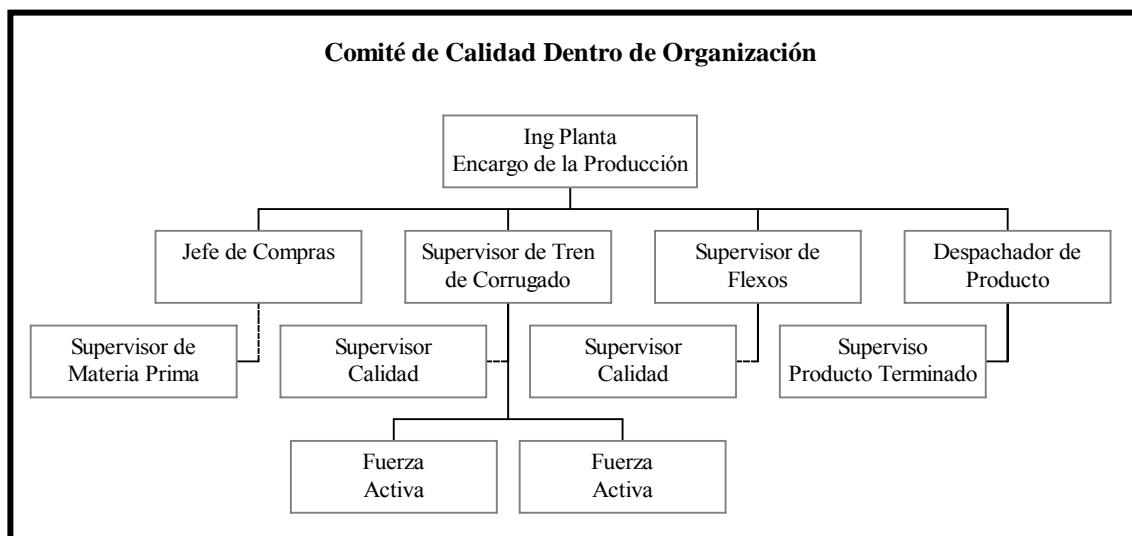 Comité de Calidad Dentro de Organización
Ing Planta
Encargo de la Producción
Jefe de Compras
Supervisor de Tren
de Corrugado
Supervisor de
Flexos
Despachador de
Producto
Supervisor de
Materia Prima
Supervisor
Calidad
Supervisor
Calidad
Superviso
Producto Terminado
Fuerza
Activa
Fuerza
Activa